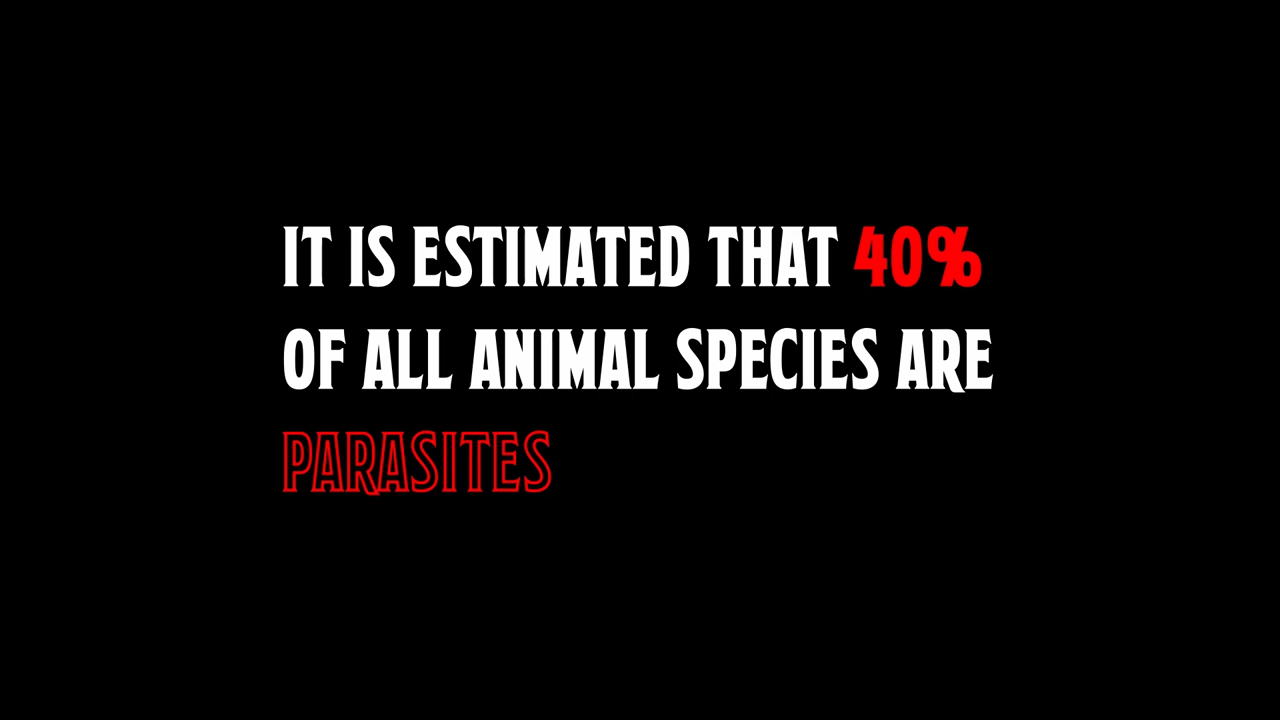 IT IS ESTIMATED THAT 40%
OF ALL ANIMAL SPECIES ARE
PARASITES